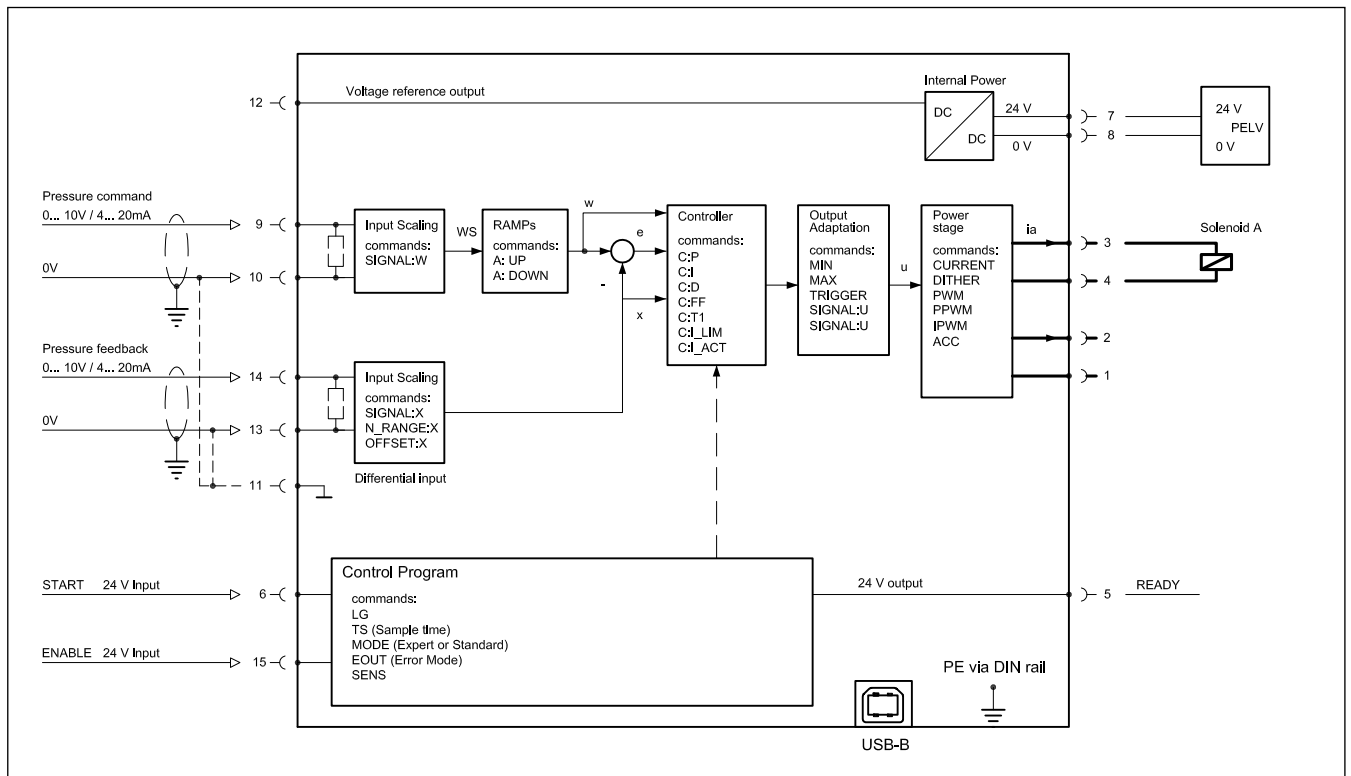 Internal Power
12
Voltage reference output
DC
DC
24 V
0 V
7
8
24 V
PELV
0 V
Pressure command
0... 10V / 4... 20mA
9
0V
10
Input Scaling
commands:
SIGNAL:W
WS
RAMPs
commands:
A: UP
A: DOWN
w
e
-
x
Controller
commands:
C:P
C:I
C:D
C:FF
C:T1
C:I_LIM
C:I_ACT
Output
Adaptation
commands:
MIN
MAX
TRIGGER
SIGNAL:U
SIGNAL:U
u
Power
stage
commands:
CURRENT
DITHER
PWM
PPWM
IPWM
ACC
ia
3
4
2
1
Solenoid A
Pressure feedback
0... 10V / 4... 20mA
14
0V
13
11
Input Scaling
commands:
SIGNAL:X
N_RANGE:X
OFFSET:X
Differential input
START 24 V Input
6
ENABLE 24 V Input
15
Control Program
commands:
LG
TS (Sample time)
MODE (Expert or Standard)
EOUT (Error Mode)
SENS
24 V output
5
READY
PE via DIN rail
USB-B